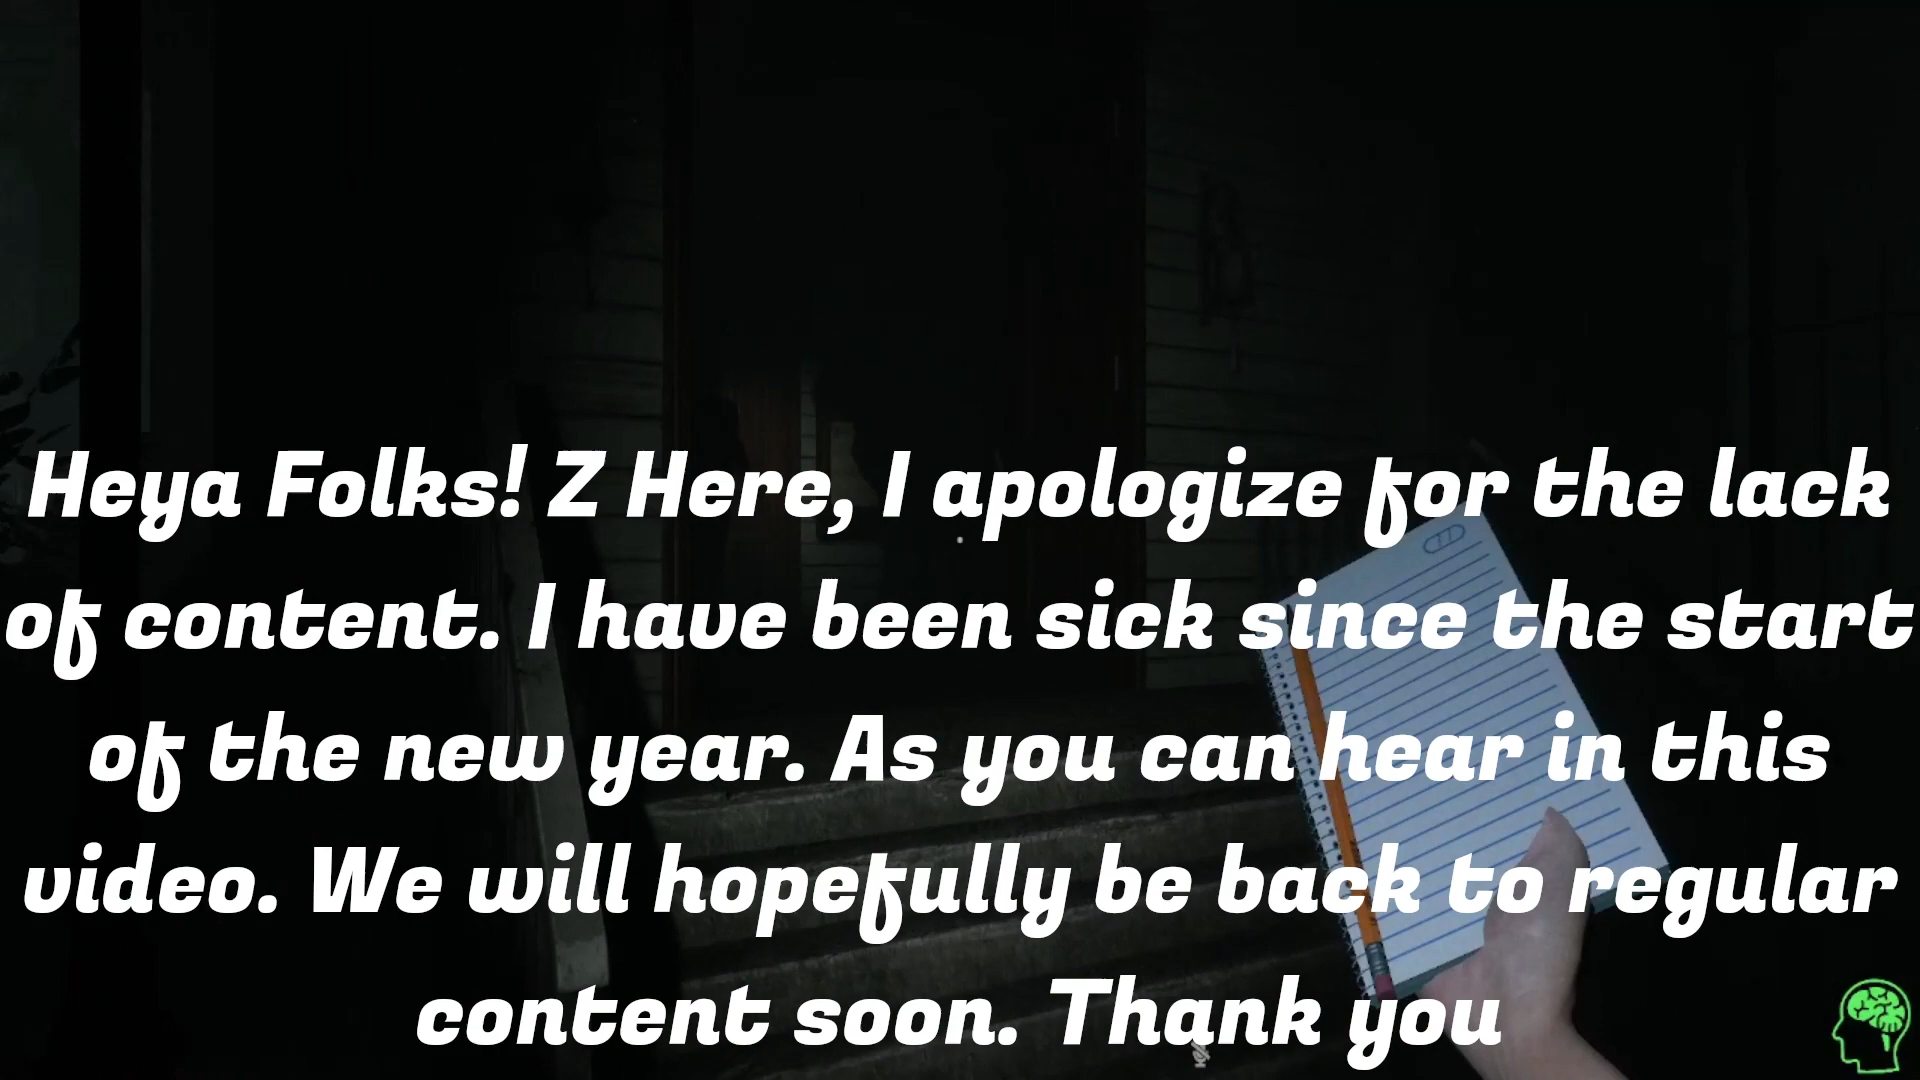 Heya Folks! Z Here, I apologize for the lack
of content. I have been sick since the start
of the new year. As you can hear in this
video. We will hopefully be back to regular
content soon. Thank you